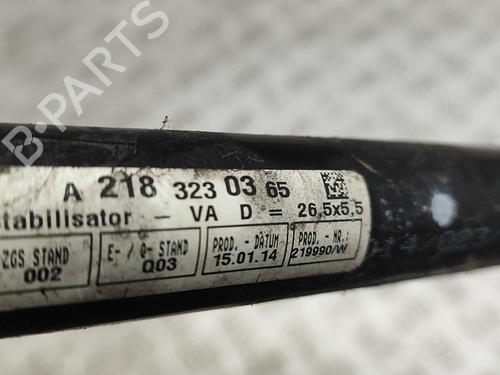 B-PARTS
A 218 323 03 65
stabilisator - VA D = 26,5x5,5
ZGS STAND
002
E- / Q- STAND
Q03
PROD. - DATUM
15.01.14
PROD. - NR.:
219990/W